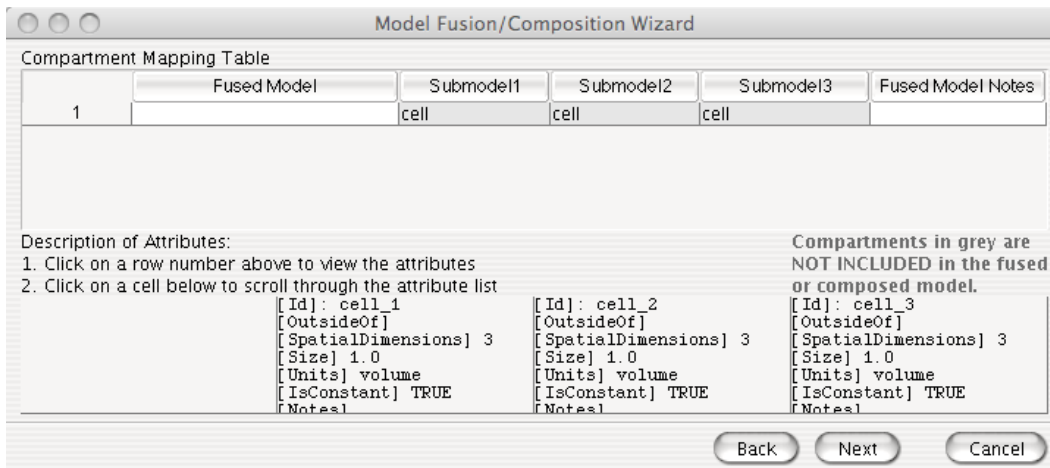 Model Fusion/Composition Wizard
Compartment Mapping Table
Fused Model Submodel1 Submodel2 Submodel3 Fused Model Notes
1 cell cell cell
Description of Attributes:
1. Click on a row number above to view the attributes
2. Click on a cell below to scroll through the attribute list
Compartments in grey are
NOT INCLUDED in the fused
or composed model.
[Id]: cell_1 [Id]: cell_2 [Id]: cell_3
[OutsideOf] [OutsideOf] [OutsideOf]
[SpatialDimensions] 3 [SpatialDimensions] 3 [SpatialDimensions] 3
[Size] 1.0 [Size] 1.0 [Size] 1.0
[Units] volume [Units] volume [Units] volume
[IsConstant] TRUE [IsConstant] TRUE [IsConstant] TRUE
[Notes] [Notes] [Notes]
Back Next Cancel